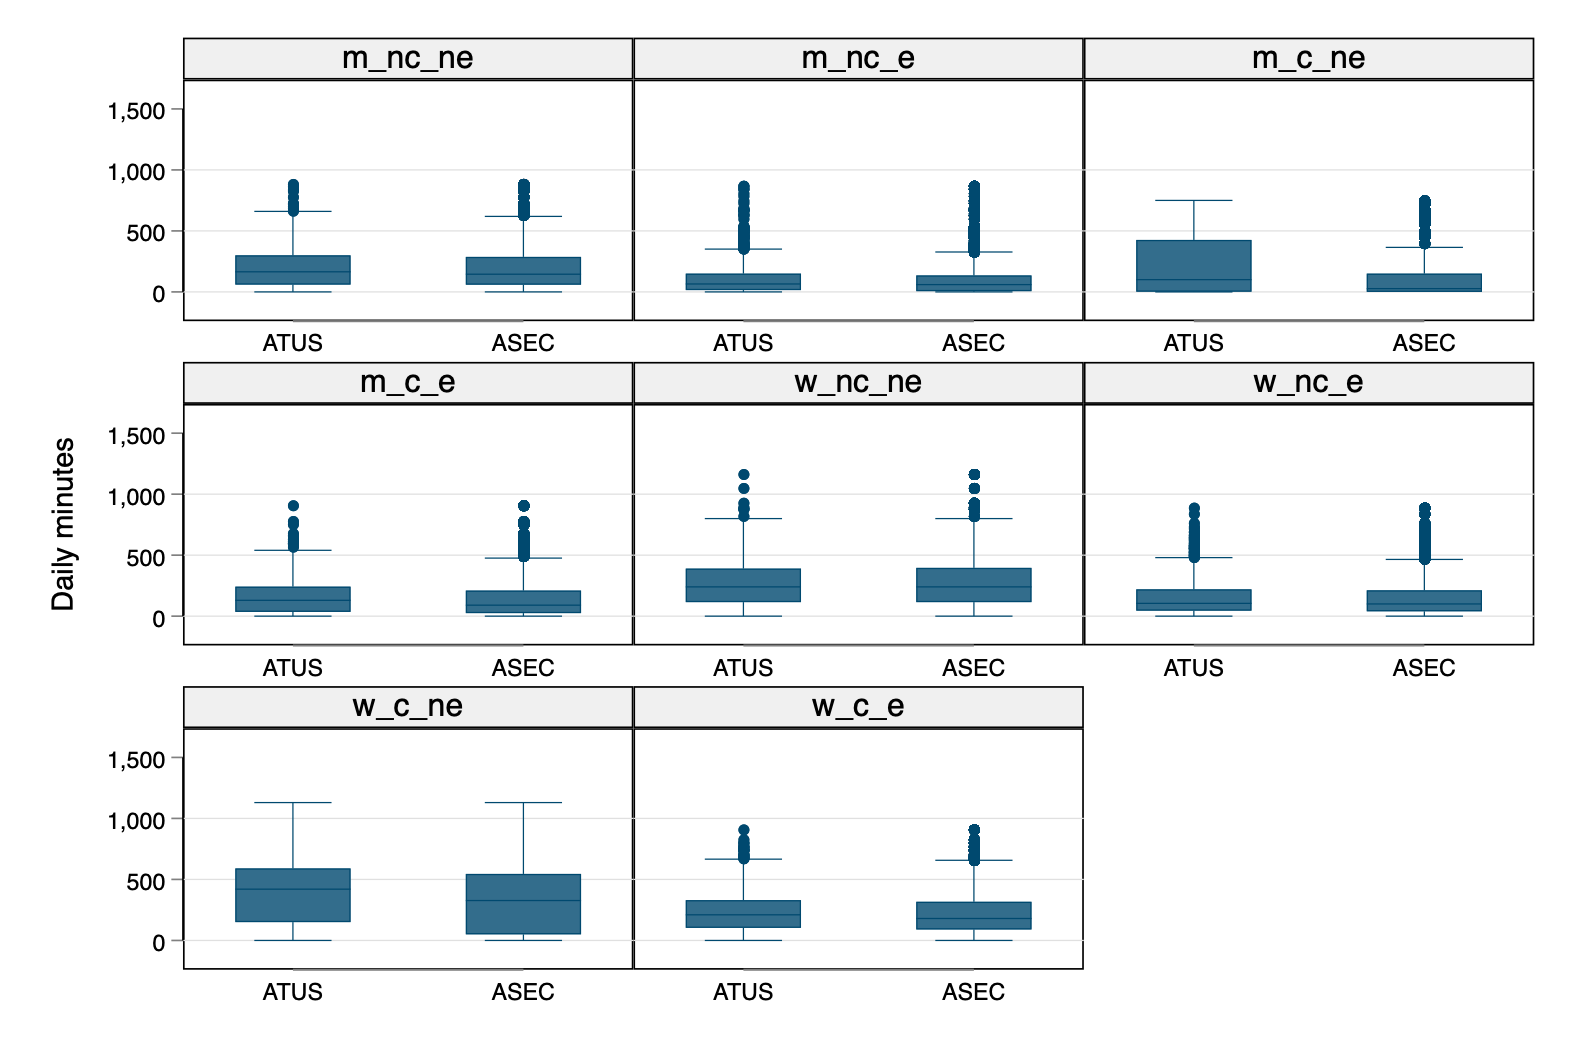 m_nc_ne m_nc_e m_c_ne
1,500
1,000
500
0
ATUS ASEC ATUS ASEC ATUS ASEC
m_c_e w_nc_ne w_nc_e
Daily minutes
1,500
1,000
500
0
ATUS ASEC ATUS ASEC ATUS ASEC
w_c_ne w_c_e
1,500
1,000
500
0
ATUS ASEC ATUS ASEC